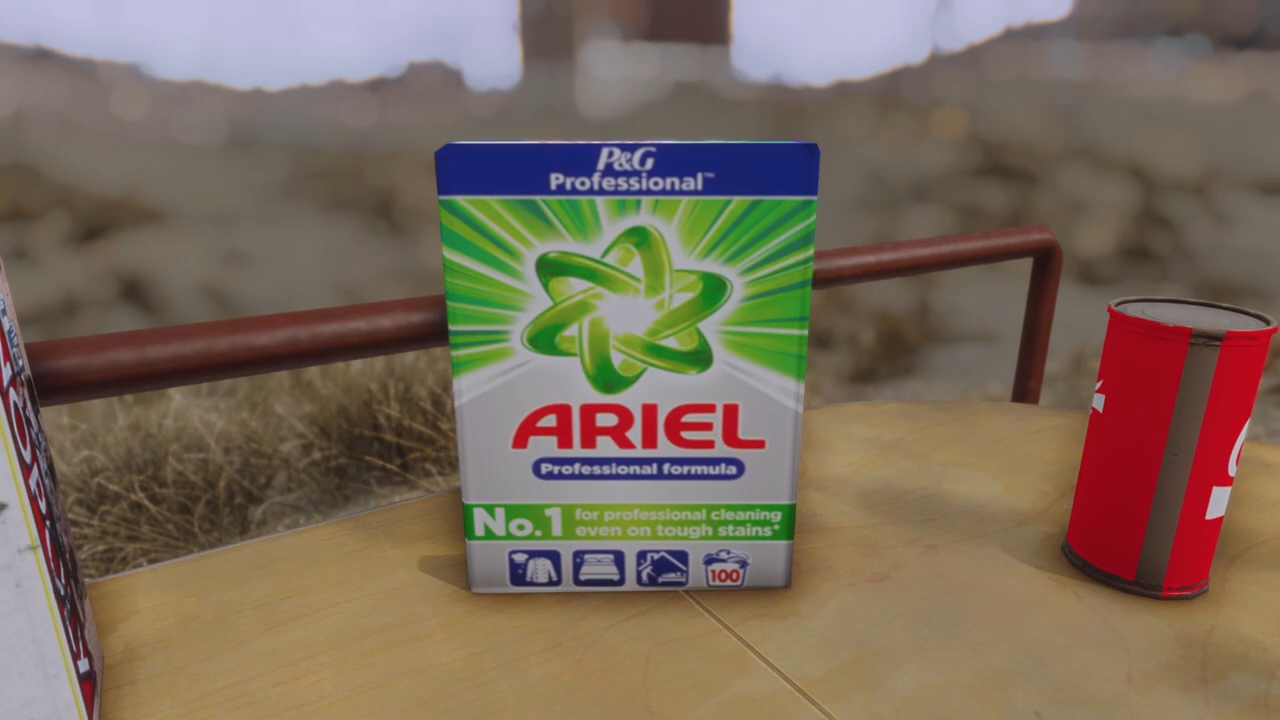 P&G
Professional™
ARIEL
Professional formula
No.1
for professional cleaning
even on tough stains*
100